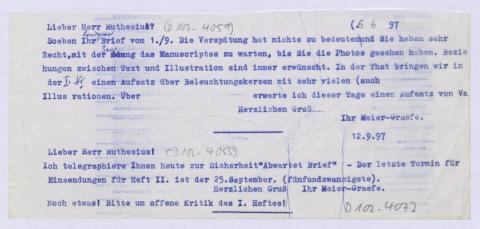 Lieber Herr Muthesius! (D 102-4059) 6 97
Soeben Ihr Brief vom 1./9. Die Verspätung hat nichts zu bedeuten und Sie haben sehr
Recht, mit der Send ung des Manuscriptes zu warten, bis Sie die Photos gesehen haben. Bezie
hungen zwischen Text und Illustration sind immer erwünscht. In der That bringen wir in
der I. einen Aufsatz über Beleuchtungskerzen mit sehr vielen (auch
Illus rationen. Über erwarte ich dieser Tage einen Aufsatz von Va
Herzlichen Gruß
Ihr Meier-Graefe.
12.9.97
Lieber Herr Muthesius! (D102-4055)
Ich telegraphiere Ihnen heute zur Sicherheit "Abwartet Brief" - Der letzte Termin für
Einsendungen für Heft II. ist der 25.September. (fünfundzwanzigste).
Herzlichen Gruß Ihr Meier-Graefe.
Noch etwas! Bitte um offene Kritik des I. Heftes!
D 102-4072